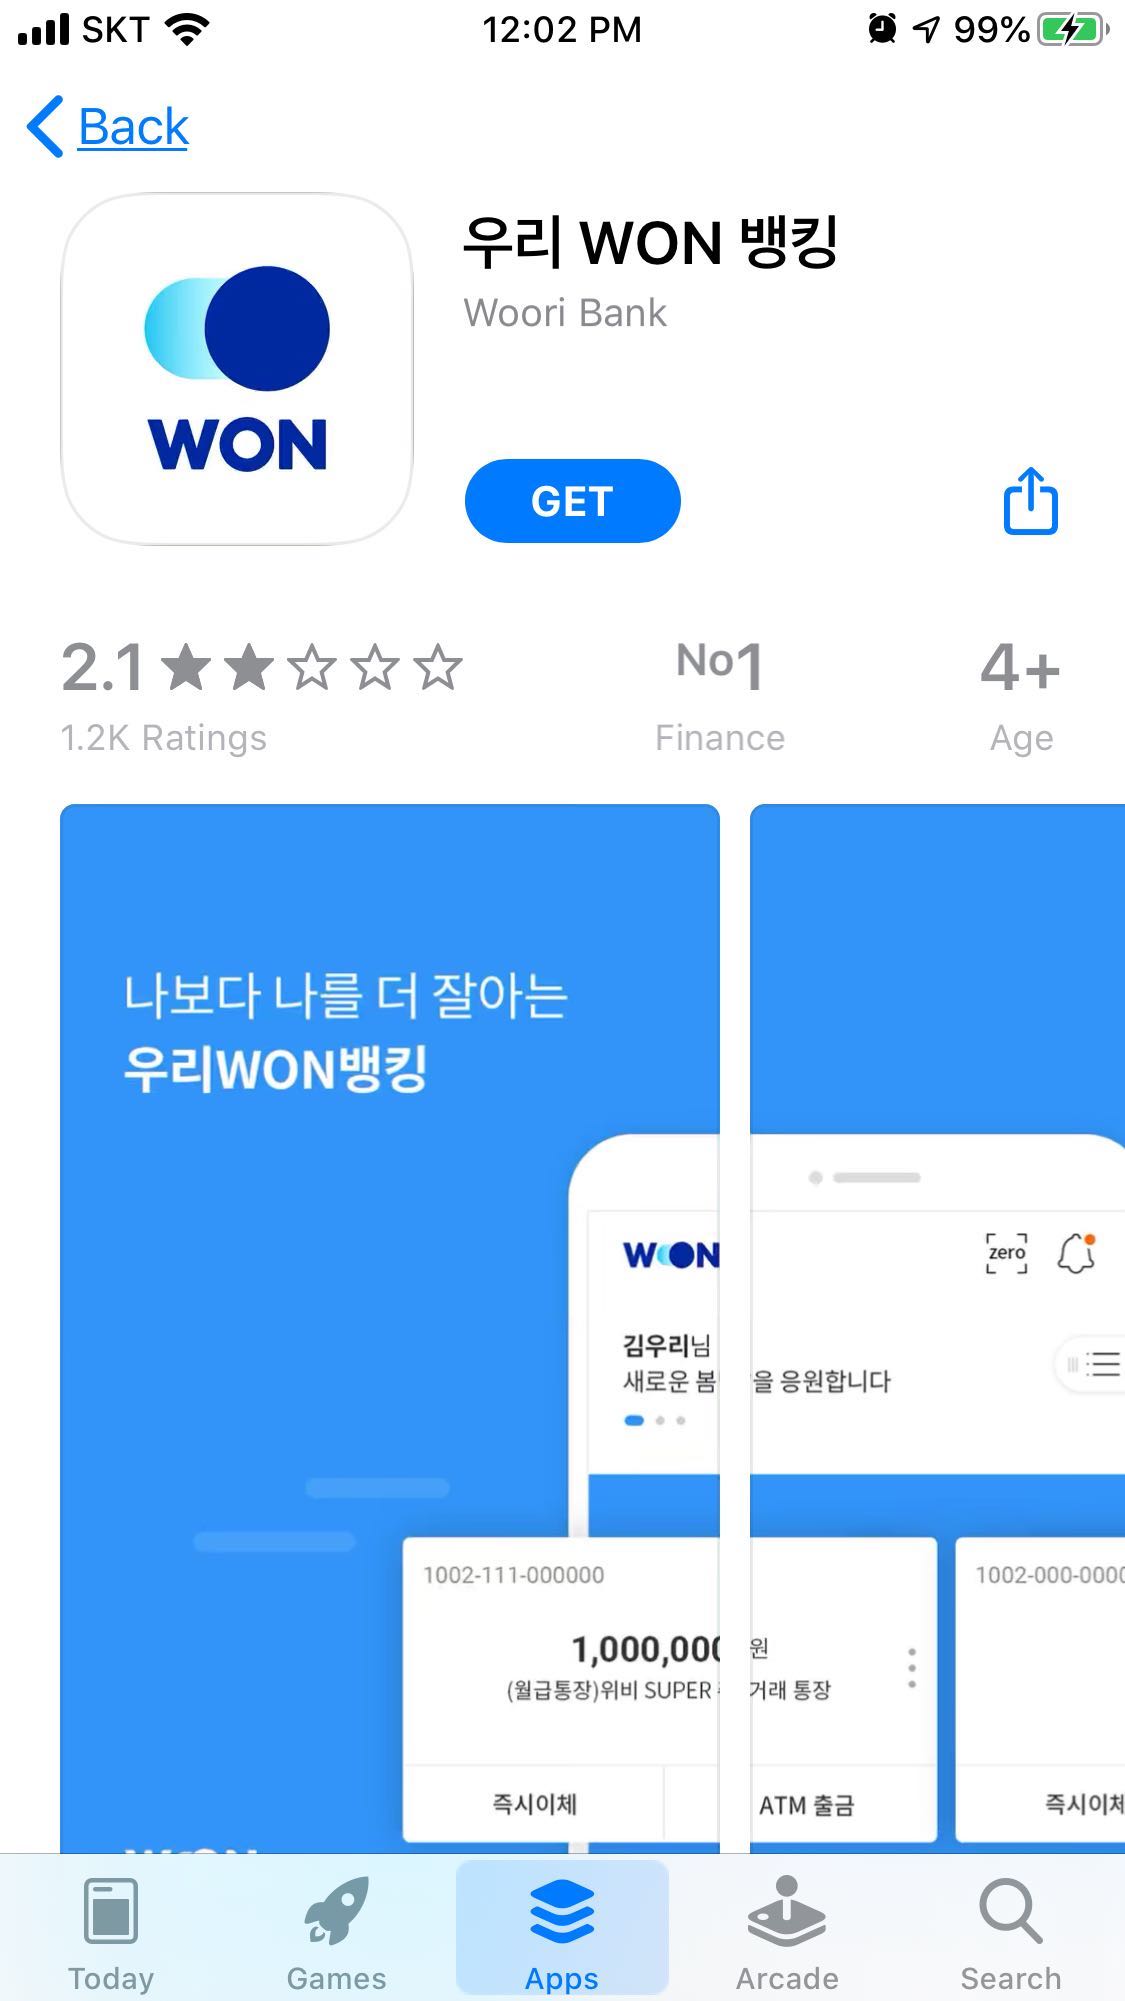 SKT 12:02 PM 99%
Back
우리 WON 뱅킹
Woori Bank
WON
GET
2.1
No1
4+
1.2K Ratings
Finance
Age
나보다 나를 더 잘아는
우리WON뱅킹
WON
zero
김우리님
새로운 봄 을 응원합니다
1002-111-000000
1,000,000 원
(월급통장)위비 SUPER 거래 통장
즉시이체
ATM 출금
1002-000-0000
즉시이체
Today
Games
Apps
Arcade
Search